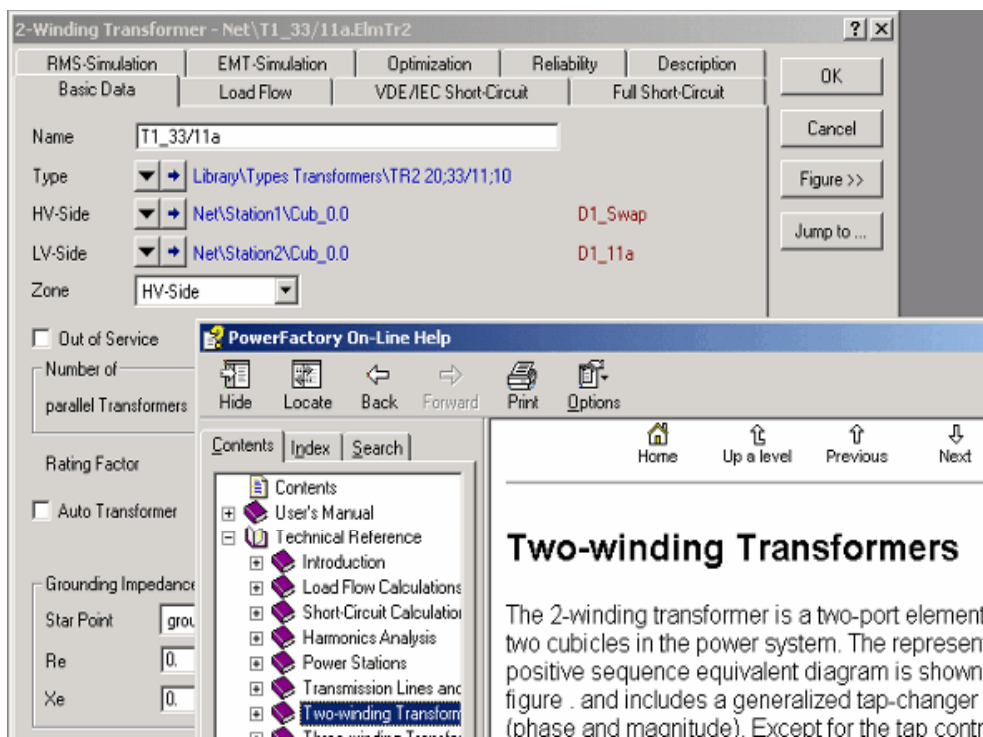 2-Winding Transformer - Net\T1_33/11a.ElmTr2
RMS-Simulation EMT-Simulation Optimization Reliability Description
Basic Data Load Flow VDE/IEC Short-Circuit Full Short-Circuit
OK
Cancel
Figure >>
Jump to ...
Name T1_33/11a
Type Library\Types Transformers\TR2 20;33/11;10
HV-Side Net\Station1\Cub_0.0 D1_Swap
LV-Side Net\Station2\Cub_0.0 D1_11a
Zone HV-Side
Out of Service
Number of
parallel Transformers
Rating Factor
Auto Transformer
Grounding Impedance
Star Point grou
Re 0.
Xe 0.
PowerFactory On-Line Help
Hide Locate Back Forward Print Options
Contents Index Search
Contents
User's Manual
Technical Reference
Introduction
Load Flow Calculations
Short-Circuit Calculation
Harmonics Analysis
Power Stations
Transmission Lines and
Two-winding Transform
Three-winding Transfo
Home Up a level Previous Next
Two-winding Transformers
The 2-winding transformer is a two-port element
two cubicles in the power system. The represen
positive sequence equivalent diagram is shown
figure . and includes a generalized tap-changer
(phase and magnitude). Except for the tap contr